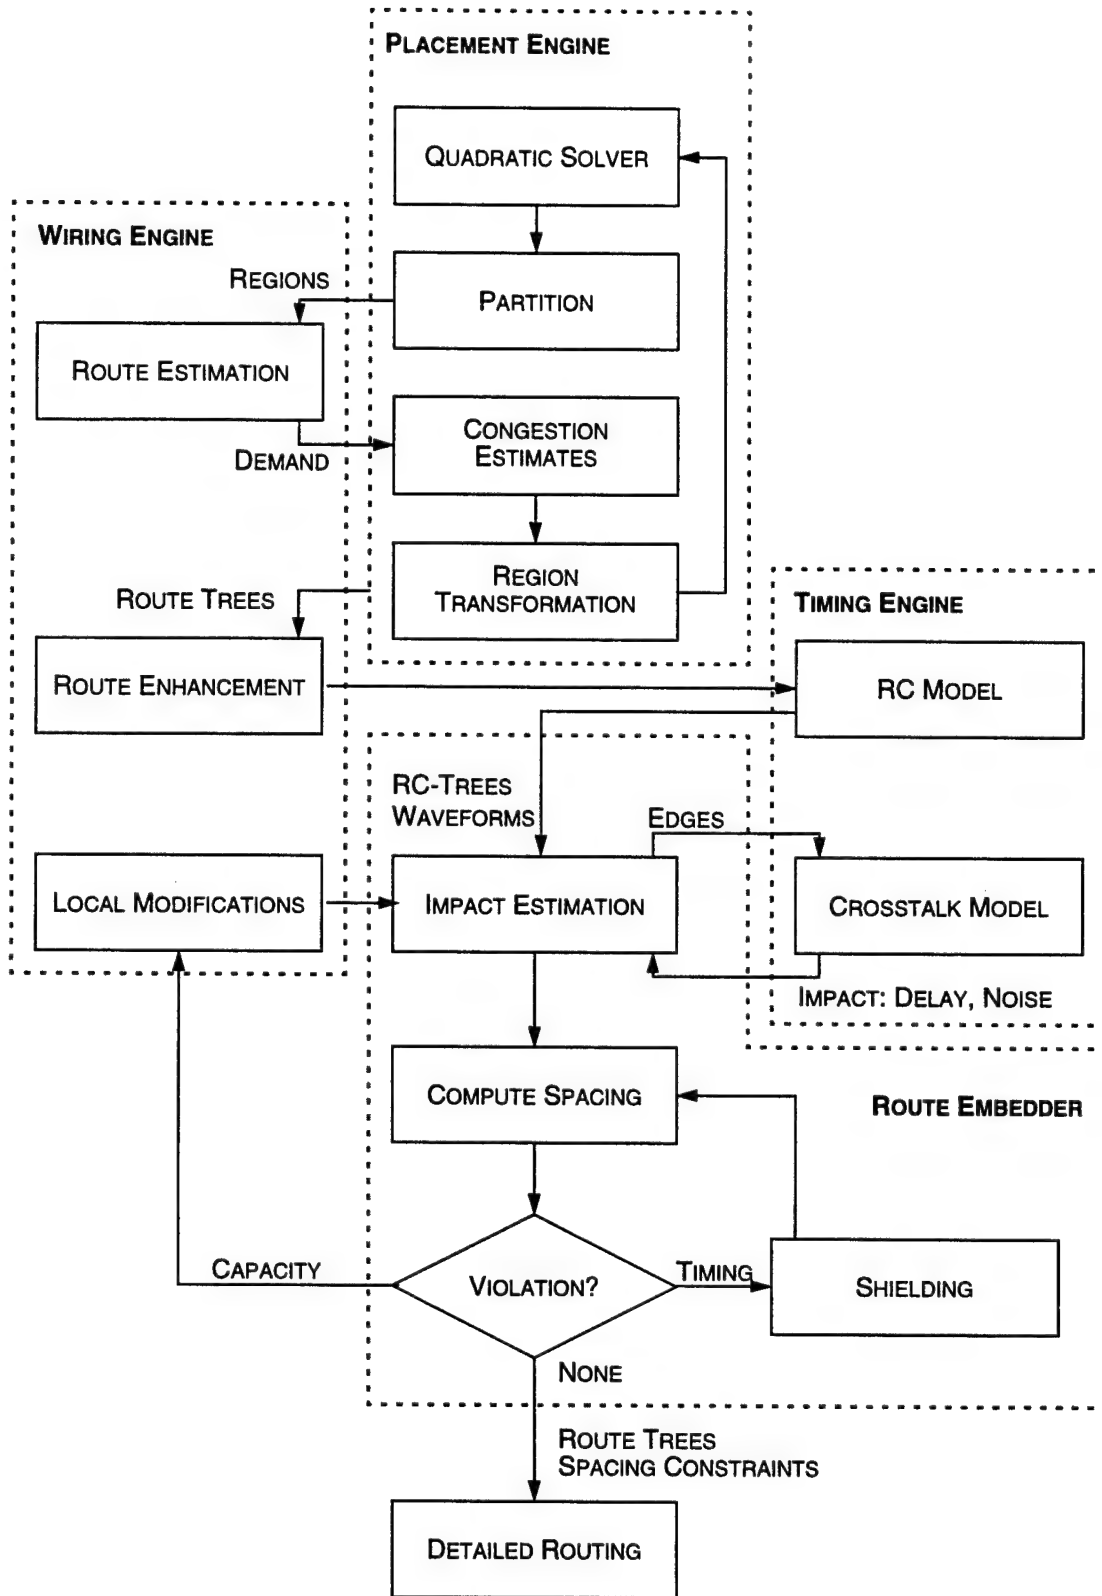 PLACEMENT ENGINE
QUADRATIC SOLVER
WIRING ENGINE
REGIONS
PARTITION
ROUTE ESTIMATION
CONGESTION
ESTIMATES
DEMAND
REGION
TRANSFORMATION
ROUTE TREES
TIMING ENGINE
ROUTE ENHANCEMENT
RC MODEL
RC-TREES
WAVEFORMS
EDGES
LOCAL MODIFICATIONS
IMPACT ESTIMATION
CROSSTALK MODEL
IMPACT: DELAY, NOISE
COMPUTE SPACING
ROUTE EMBEDDER
CAPACITY
VIOLATION?
TIMING
SHIELDING
NONE
ROUTE TREES
SPACING CONSTRAINTS
DETAILED ROUTING